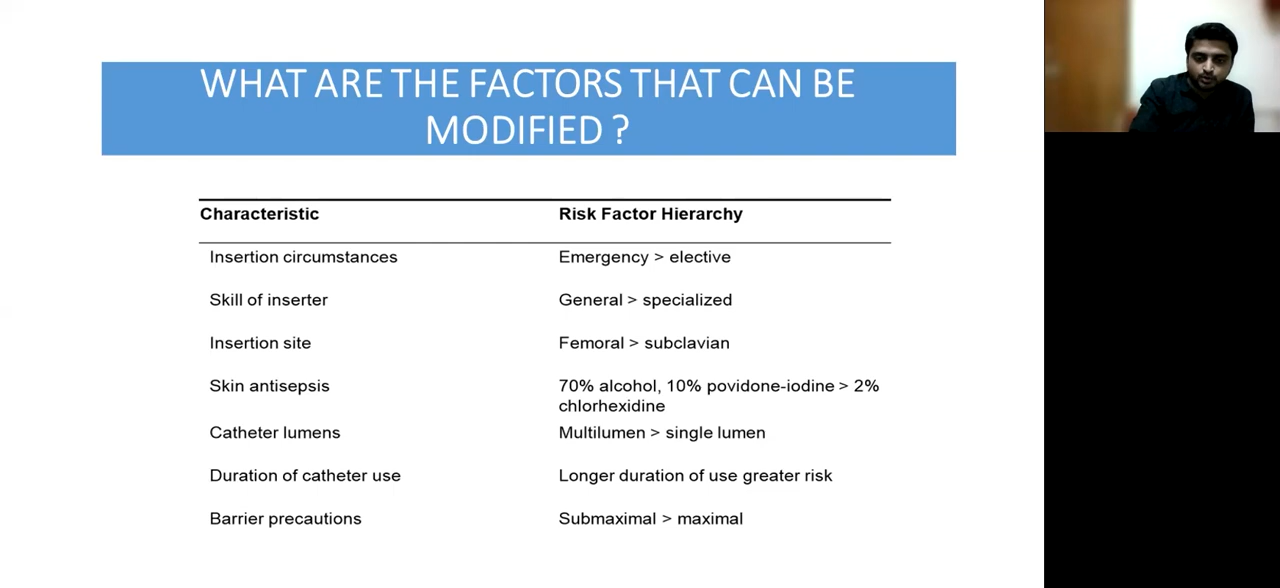 WHAT ARE THE FACTORS THAT CAN BE
MODIFIED ?
Characteristic Risk Factor Hierarchy
Insertion circumstances Emergency > elective
Skill of inserter General > specialized
Insertion site Femoral > subclavian
Skin antisepsis 70% alcohol, 10% povidone-iodine > 2%
chlorhexidine
Catheter lumens Multilumen > single lumen
Duration of catheter use Longer duration of use greater risk
Barrier precautions Submaximal > maximal